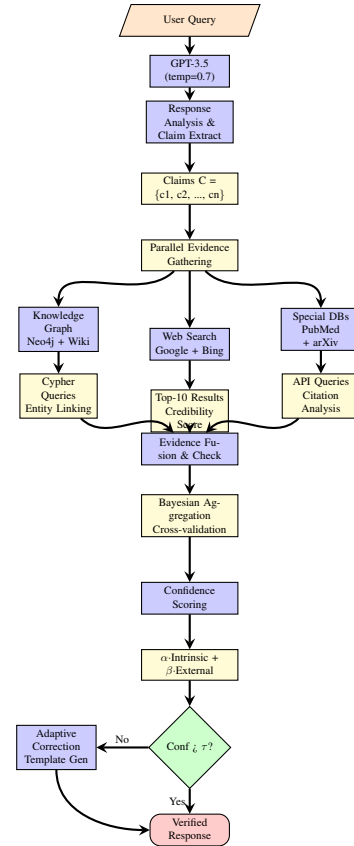 User Query
GPT-3.5
(temp=0.7)
Response
Analysis &
Claim Extract
Claims C =
{c1, c2, ..., cn}
Parallel Evidence
Gathering
Knowledge
Graph
Neo4j + Wiki
Web Search
Google + Bing
Special DBs
PubMed
+ arXiv
Cypher
Queries
Entity Linking
Top-10 Results
Credibility
Score
API Queries
Citation
Analysis
Evidence Fu-
sion & Check
Bayesian Ag-
gregation
Cross-validation
Confidence
Scoring
α·Intrinsic +
β·External
Conf ¿ τ?
No
Adaptive
Correction
Template Gen
Yes
Verified
Response